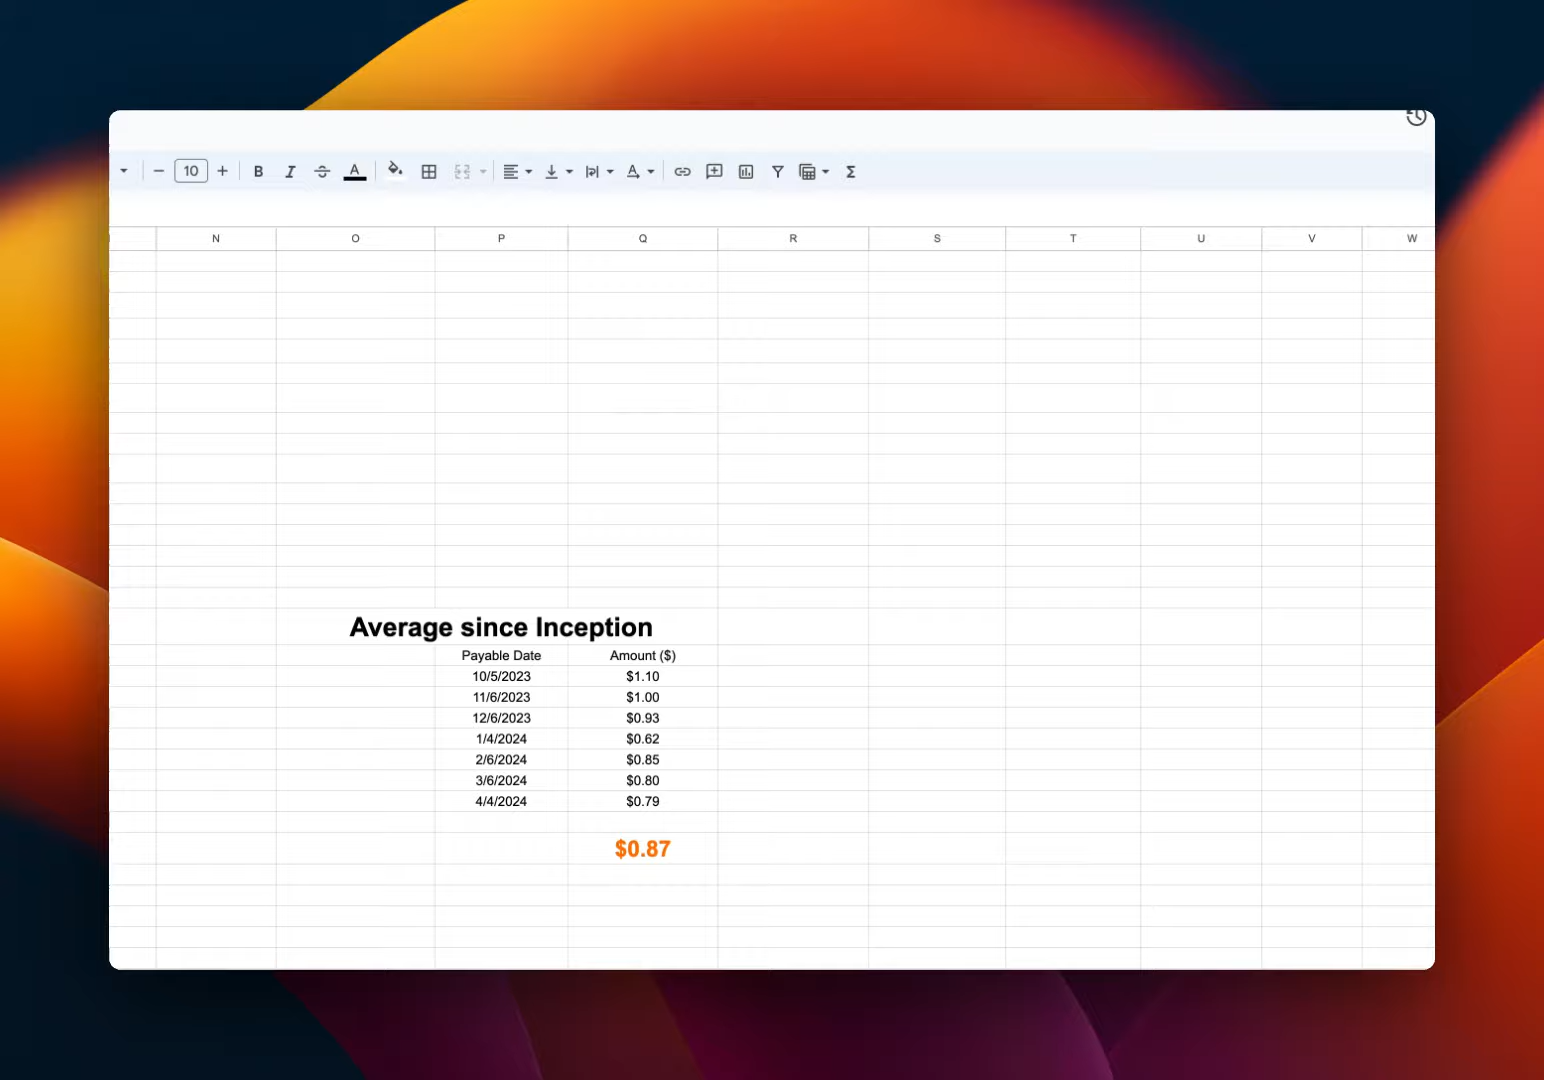 10 B I A A Σ
N O P Q R S T U V W
Average since Inception
Payable Date Amount ($)
10/5/2023 $1.10
11/6/2023 $1.00
12/6/2023 $0.93
1/4/2024 $0.62
2/6/2024 $0.85
3/6/2024 $0.80
4/4/2024 $0.79
$0.87